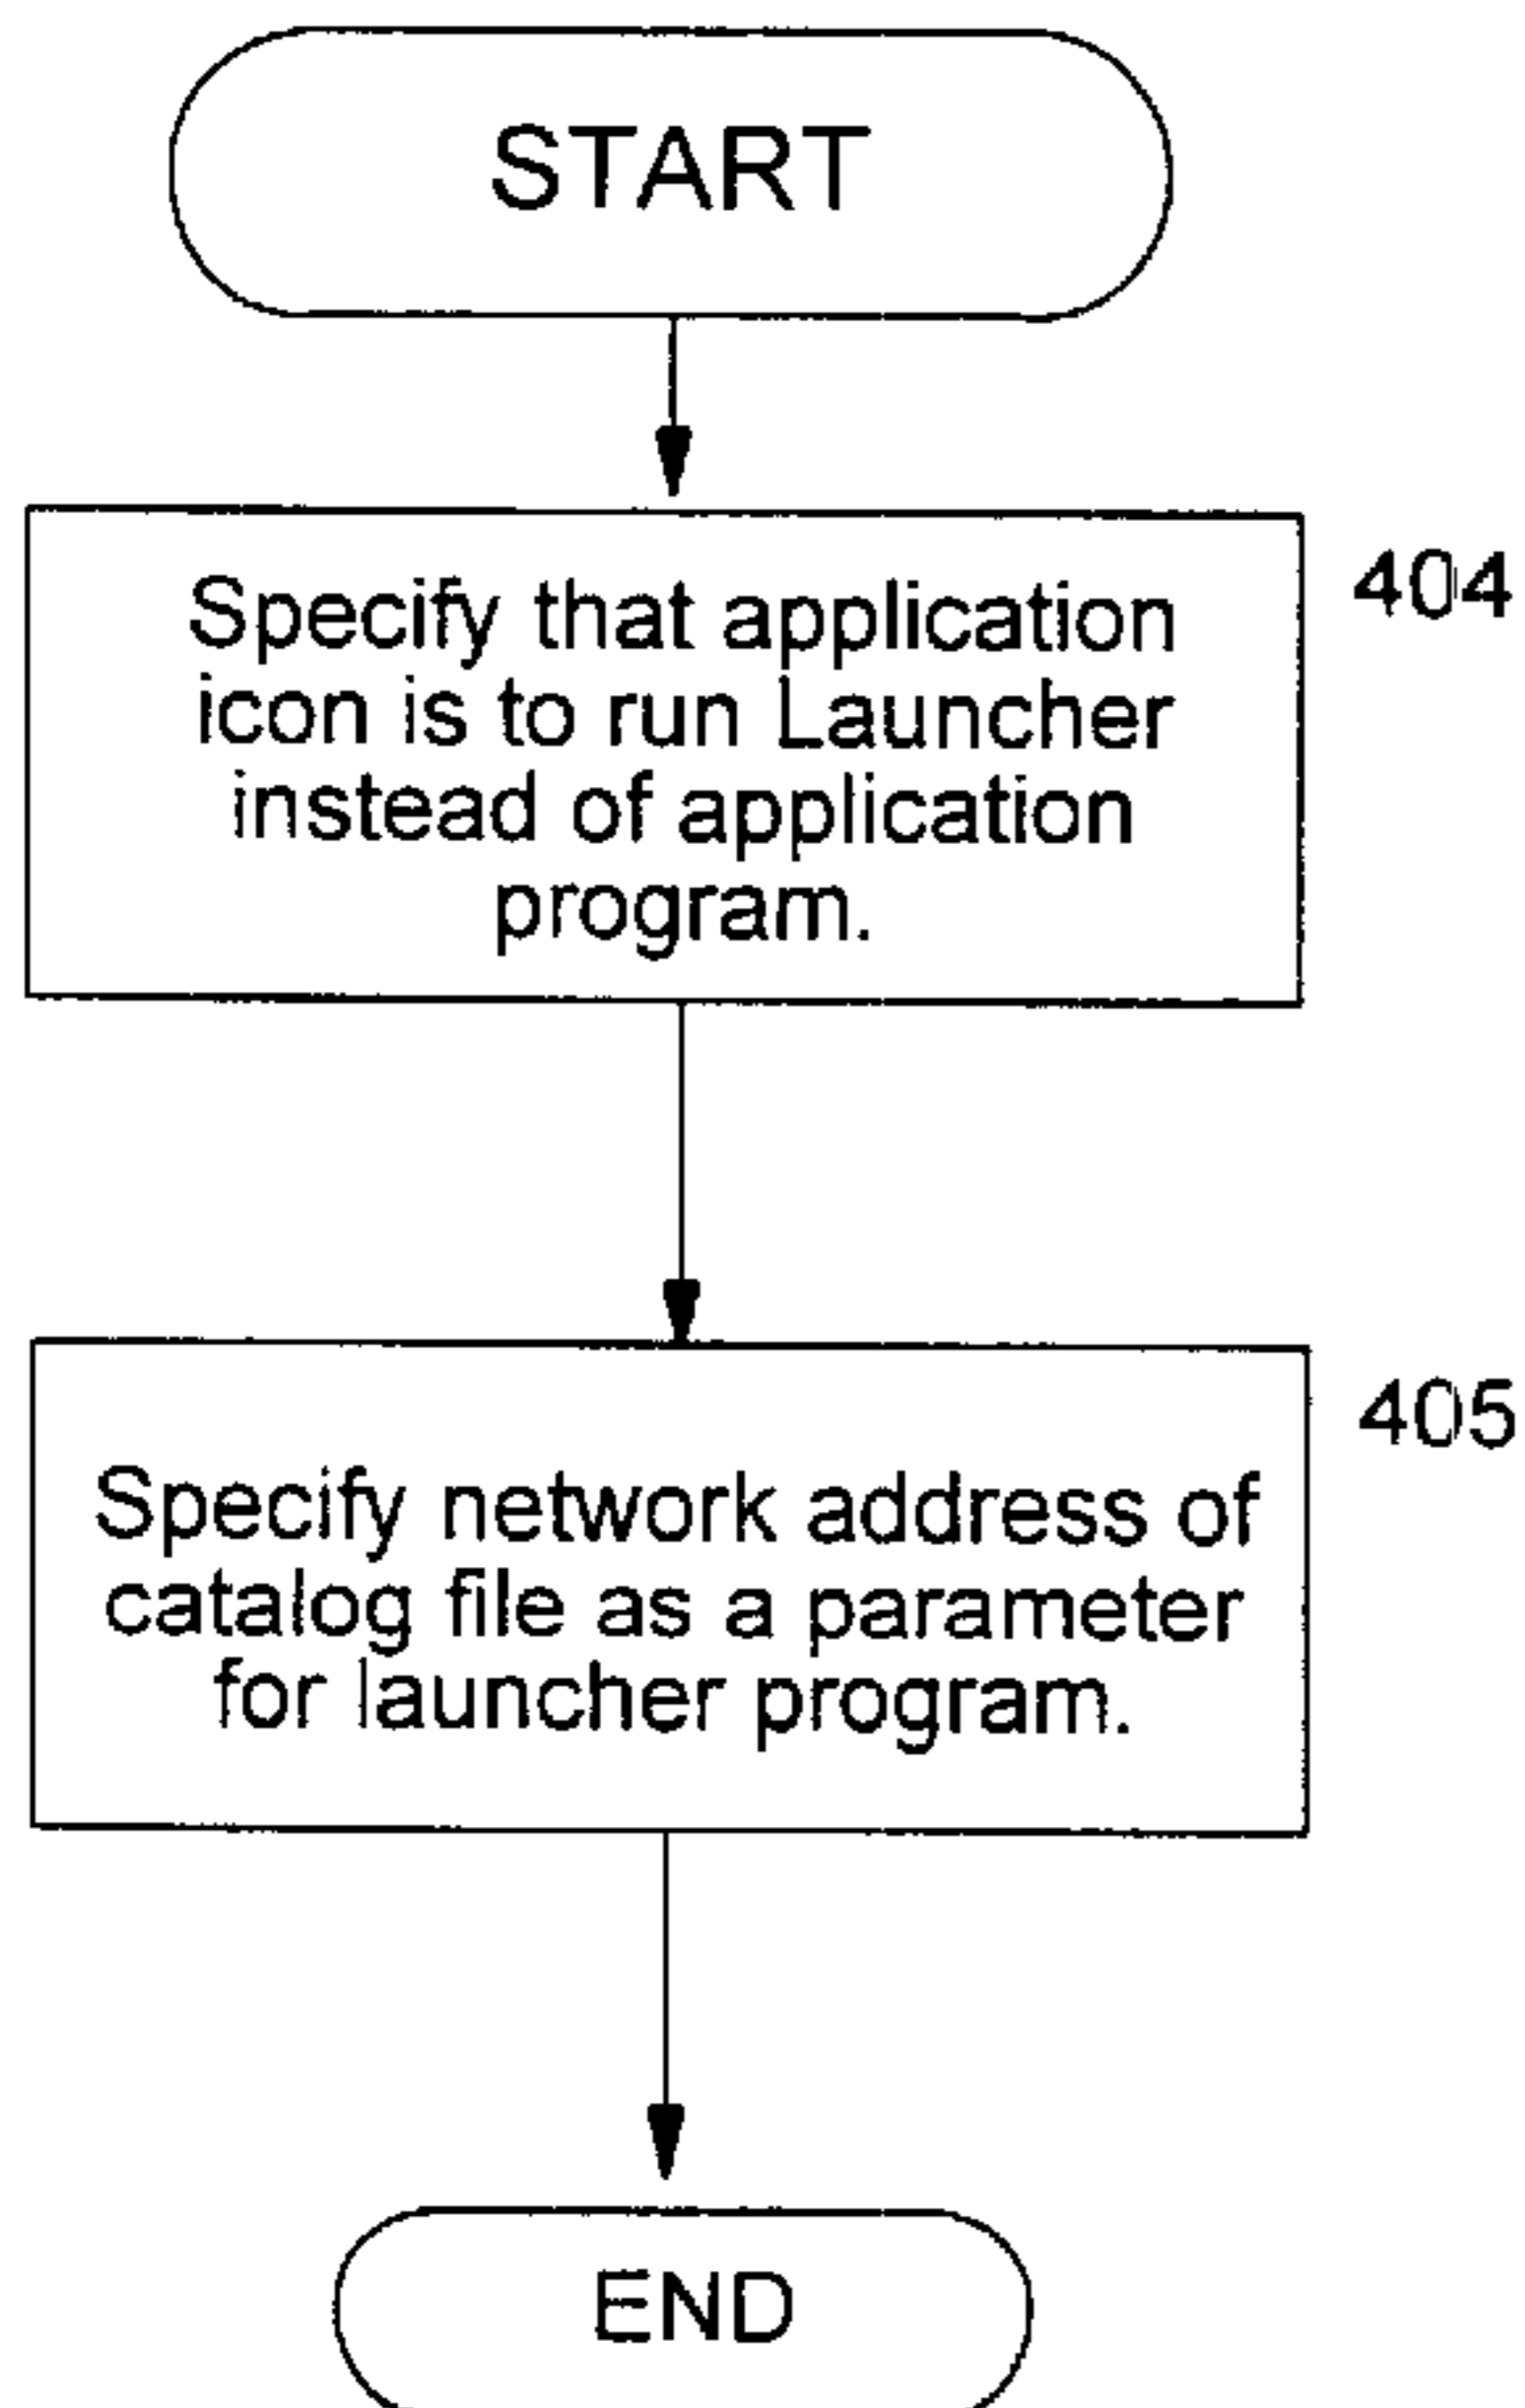 START
404
Specify that application
icon is to run Launcher
instead of application
program.
405
Specify network address of
catalog file as a parameter
for launcher program.
END